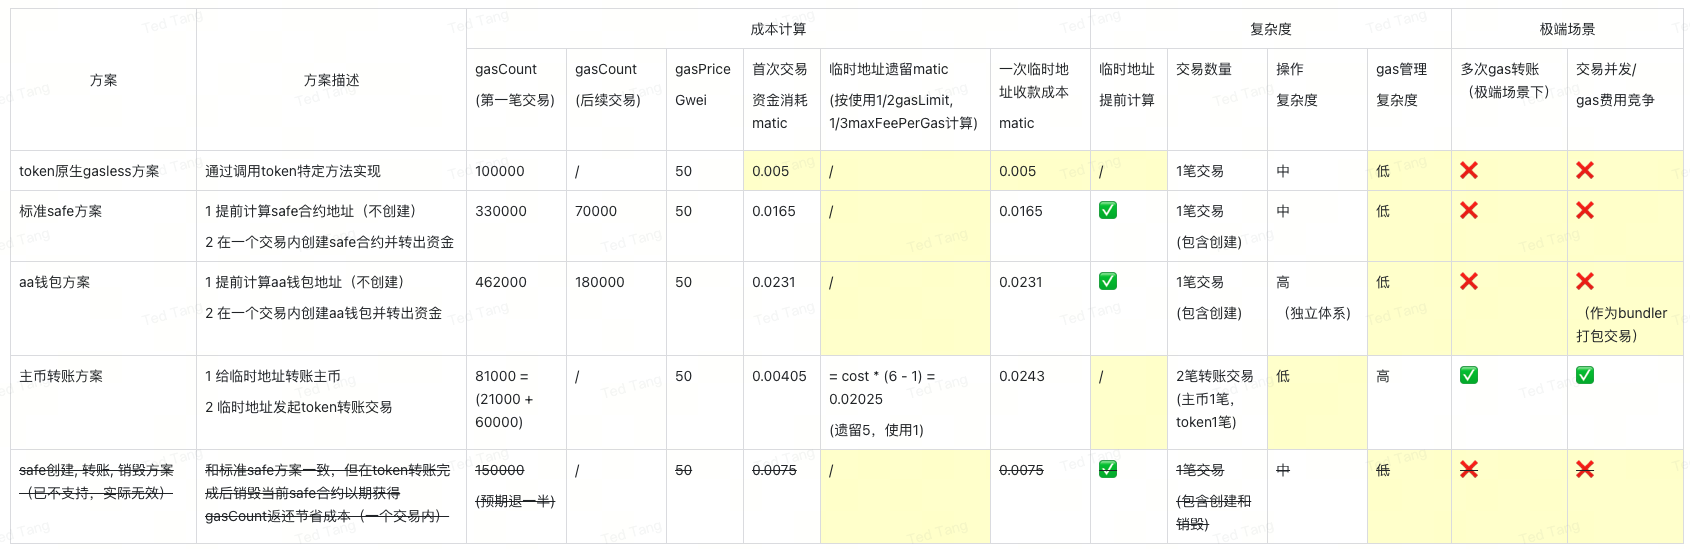 方案
方案描述
成本计算
复杂度
极端场景
gasCount
(第一笔交易)
gasCount
(后续交易)
gasPrice
Gwei
首次交易
资金消耗
matic
临时地址遗留matic
(按使用1/2gasLimit,
1/3maxFeePerGas计算)
一次临时地
址收款成本
matic
临时地址
提前计算
交易数量
操作
复杂度
gas管理
复杂度
多次gas转账
（极端场景下）
交易并发/
gas费用竞争
token原生gasless方案
通过调用token特定方法实现
100000
/
50
0.005
/
0.005
/
1笔交易
中
低
❌
❌
标准safe方案
1 提前计算safe合约地址（不创建）
2 在一个交易内创建safe合约并转出资金
330000
70000
50
0.0165
/
0.0165
✅
1笔交易
(包含创建)
中
低
❌
❌
aa钱包方案
1 提前计算aa钱包地址（不创建）
2 在一个交易内创建aa钱包并转出资金
462000
180000
50
0.0231
/
0.0231
✅
1笔交易
(包含创建)
高
（独立体系)
低
❌
❌
（作为bundler
打包交易）
主币转账方案
1 给临时地址转账主币
2 临时地址发起token转账交易
81000 =
(21000 +
60000)
/
50
0.00405
= cost * (6 - 1) =
0.02025
(遗留5，使用1)
0.0243
/
2笔转账交易
(主币1笔，
token1笔)
低
高
✅
✅
safe创建, 转账, 销毁方案
（已不支持，实际无效）
和标准safe方案一致，但在token转账完
成后销毁当前safe合约以期获得
gasCount返还节省成本（一个交易内）
150000
(预期退一半)
/
50
0.0075
/
0.0075
✅
1笔交易
(包含创建和
销毁)
中
低
❌
❌
Ted Tang